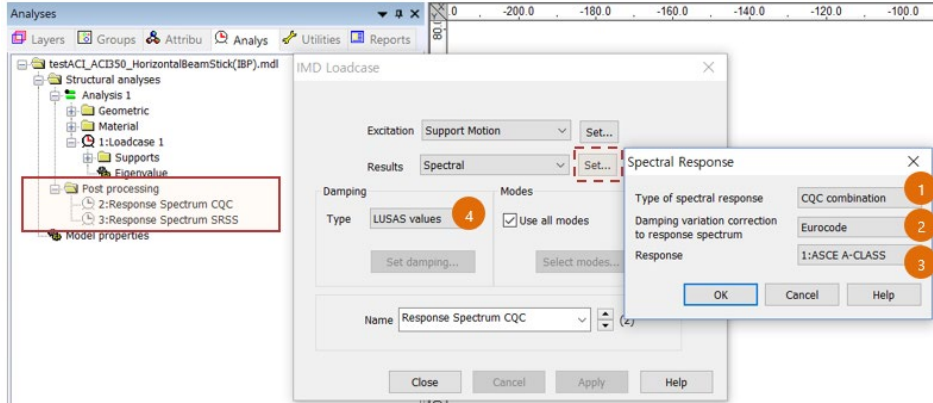 Analyses
Layers Groups Attribu Analys Utilities Reports
testACI_ACI350_HorizontalBeamStick(IBP).mdl
Structural analyses
Analysis 1
Geometric
Material
1:Loadcase 1
Supports
Eigenvalue
Post processing
2:Response Spectrum CQC
3:Response Spectrum SRSS
Model properties
.0 -200.0 -180.0 -160.0 -140.0 -120.0 -100.0
80.0
IMD Loadcase
Excitation Support Motion Set...
Results Spectral Set...
Damping
Type LUSAS values 4
Set damping...
Modes
Use all modes
Select modes...
Name Response Spectrum CQC (2)
Close Cancel Apply Help
Spectral Response
Type of spectral response CQC combination 1
Damping variation correction
to response spectrum Eurocode 2
Response 1:ASCE A-CLASS 3
OK Cancel Help